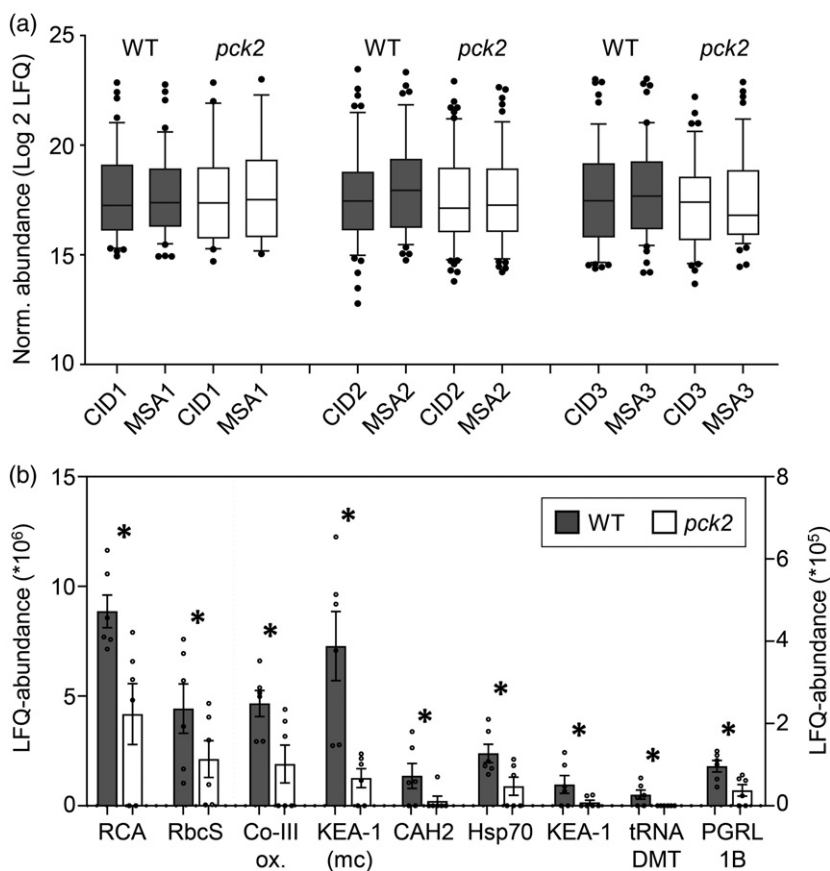 (a)
WT pck2 WT pck2 WT pck2
Norm. abundance (Log 2 LFQ)
25
20
15
10
CID1 MSA1 CID1 MSA1 CID2 MSA2 CID2 MSA2 CID3 MSA3 CID3 MSA3
(b)
LFQ-abundance (*10⁶)
15
10
5
0
* * * * * * * * *
WT pck2
8
6
4
2
0
LFQ-abundance (*10⁵)
RCA RbcS Co-III KEA-1 CAH2 Hsp70 KEA-1 tRNA PGRL
ox. (mc) DMT 1B